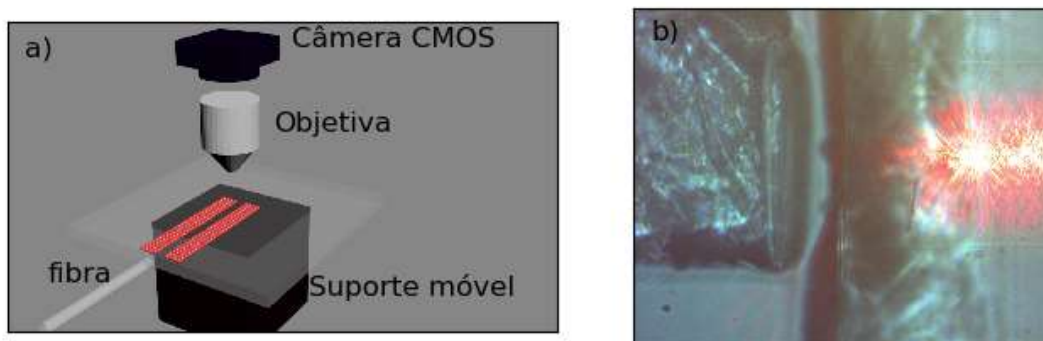 a)
Câmera CMOS
Objetiva
fibra
Suporte móvel
b)